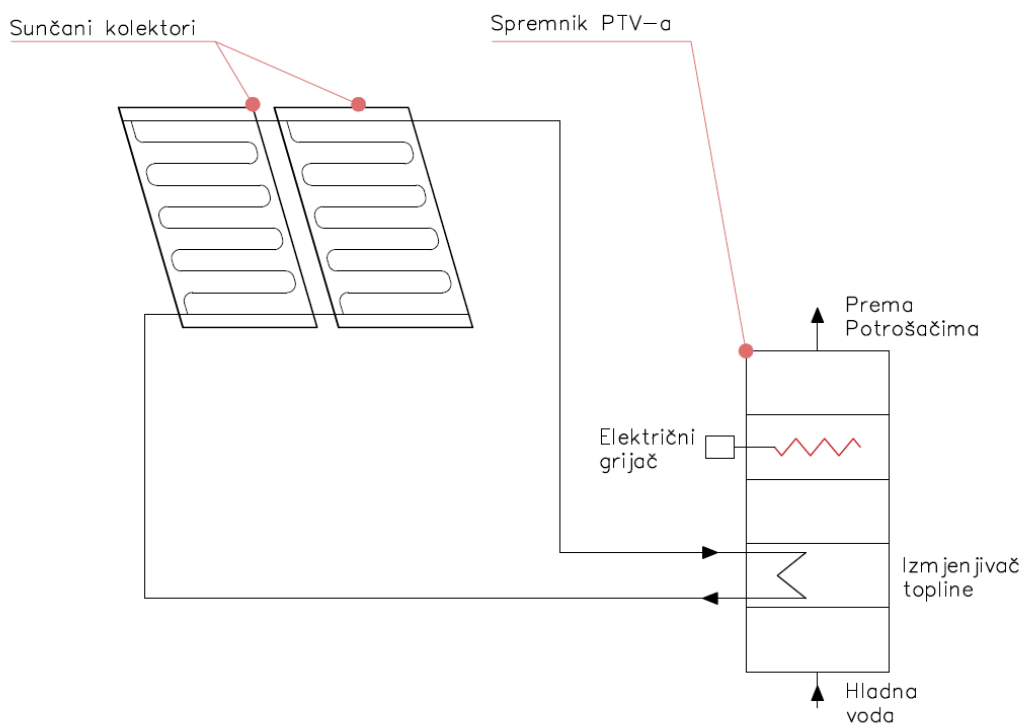 Sunčani kolektori
Spremnik PTV-a
Prema
Potrošačima
Električni
grijač
Izmjenjivač
topline
Hladna
voda